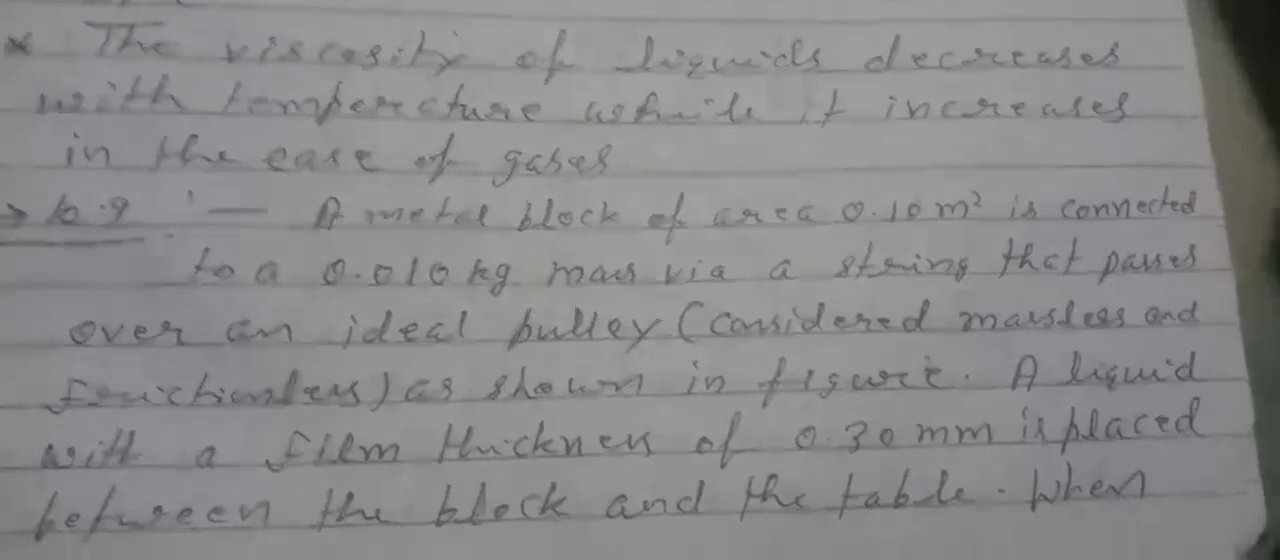 * The viscosity of liquids decreases
with temperature while it increases
in the case of gases
→ 10.9 :— A metal block of area 0.10 m² is connected
to a 0.010 kg mass via a string that passes
over an ideal pulley (considered massless and
frictionless) as shown in figure. A liquid
with a film thickness of 0.30 mm is placed
between the block and the table. When